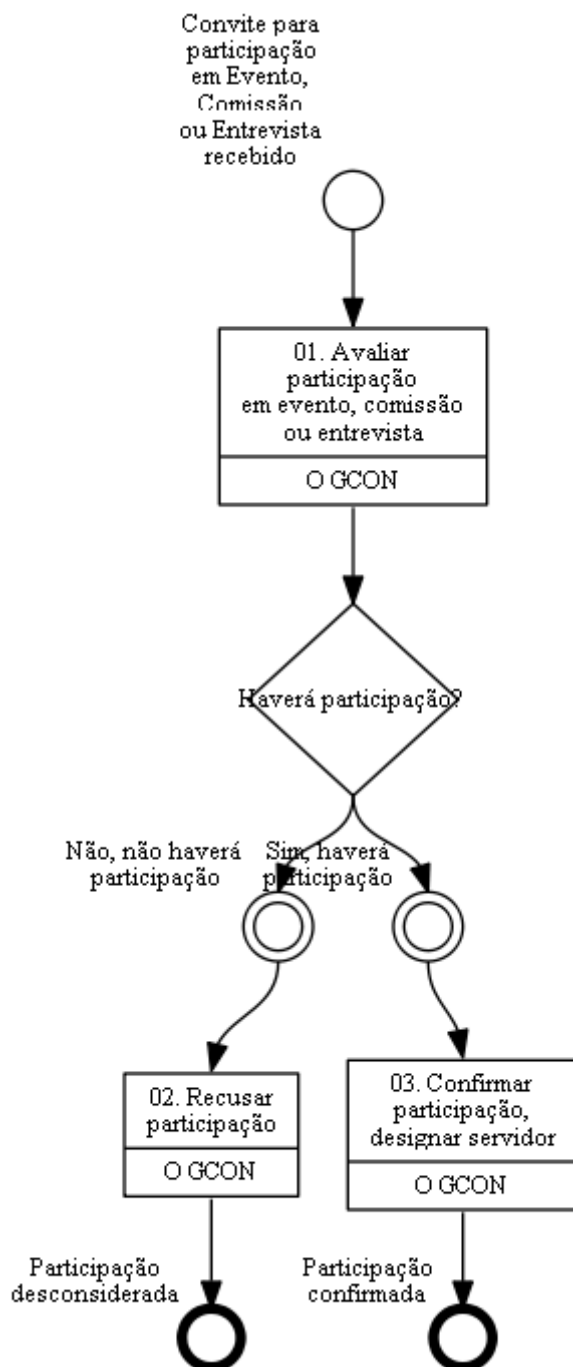 Convite para
participação
em Evento,
Comissão
ou Entrevista
recebido
01. Avaliar
participação
em evento, comissão
ou entrevista
O GCON
Haverá participação?
Não, não haverá
participação
Sim, haverá
participação
02. Recusar
participação
O GCON
03. Confirmar
participação,
designar servidor
O GCON
Participação
desconsiderada
Participação
confirmada